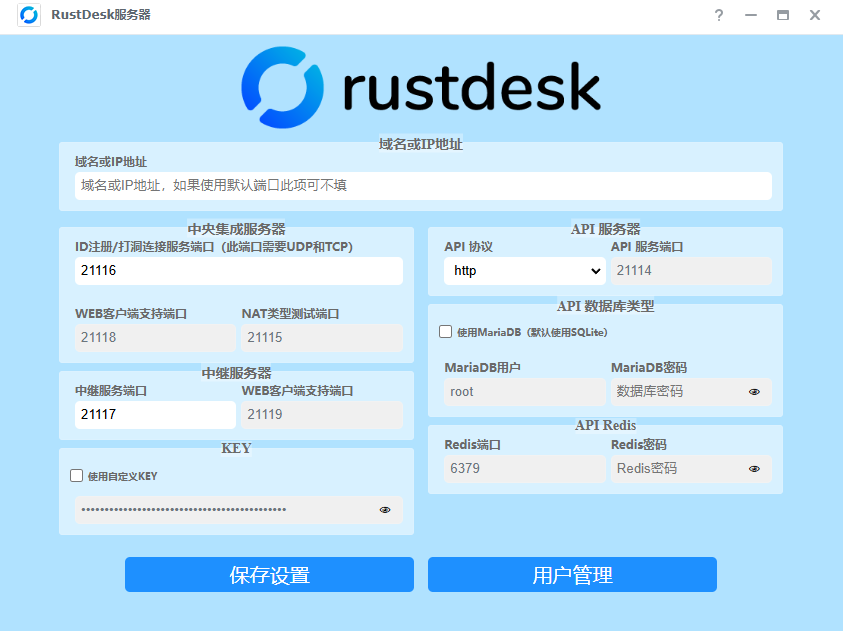 RustDesk服务器
rustdesk
域名或IP地址
域名或IP地址
域名或IP地址，如果使用默认端口此项可不填
中央集成服务器
ID注册/打洞连接服务端口（此端口需要UDP和TCP）
21116
WEB客户端支持端口 NAT类型测试端口
21118 21115
中继服务器
中继服务端口 WEB客户端支持端口
21117 21119
KEY
使用自定义KEY
••••••••••••••••••••••••••••••••••••••••••••
API 服务器
API 协议 API 服务端口
http 21114
API 数据库类型
使用MariaDB（默认使用SQLite）
MariaDB用户 MariaDB密码
root 数据库密码
API Redis
Redis端口 Redis密码
6379 Redis密码
保存设置 用户管理